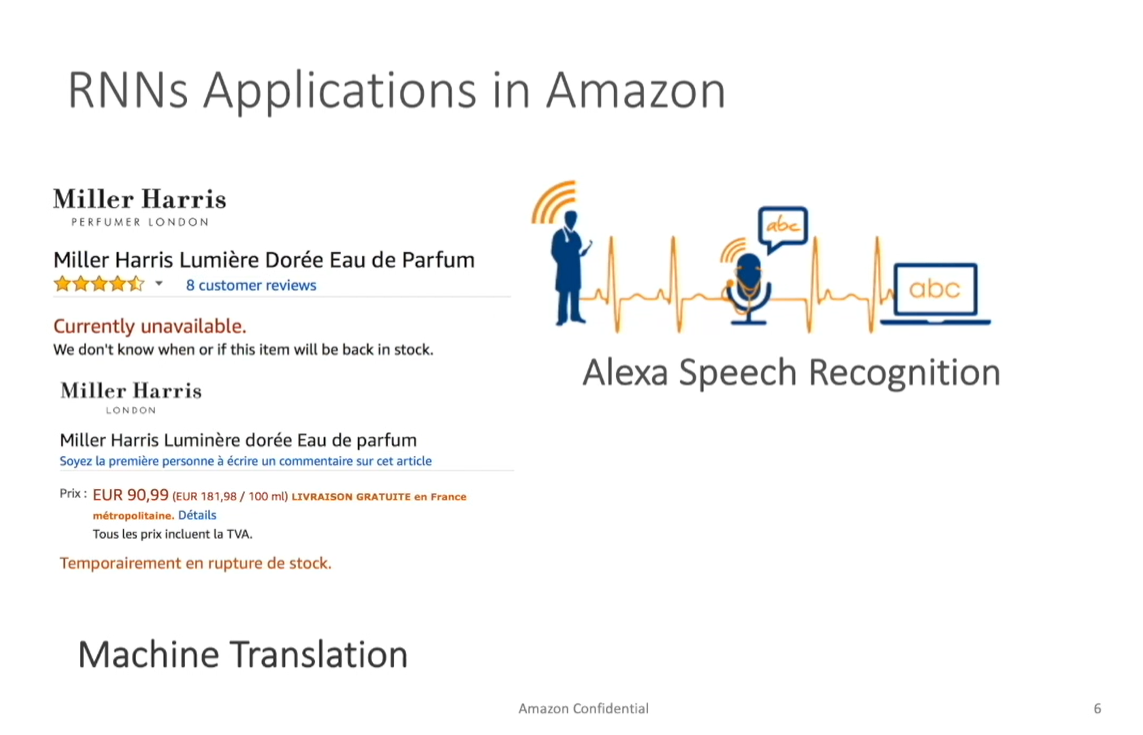 RNNs Applications in Amazon
Miller Harris
PERFUMER LONDON
Miller Harris Lumière Dorée Eau de Parfum
8 customer reviews
Currently unavailable.
We don't know when or if this item will be back in stock.
Miller Harris
LONDON
Miller Harris Luminère dorée Eau de parfum
Soyez la première personne à écrire un commentaire sur cet article
Prix : EUR 90,99 (EUR 181,98 / 100 ml) LIVRAISON GRATUITE en France
métropolitaine. Détails
Tous les prix incluent la TVA.
Temporairement en rupture de stock.
Machine Translation
abc
abc
Alexa Speech Recognition
Amazon Confidential
6